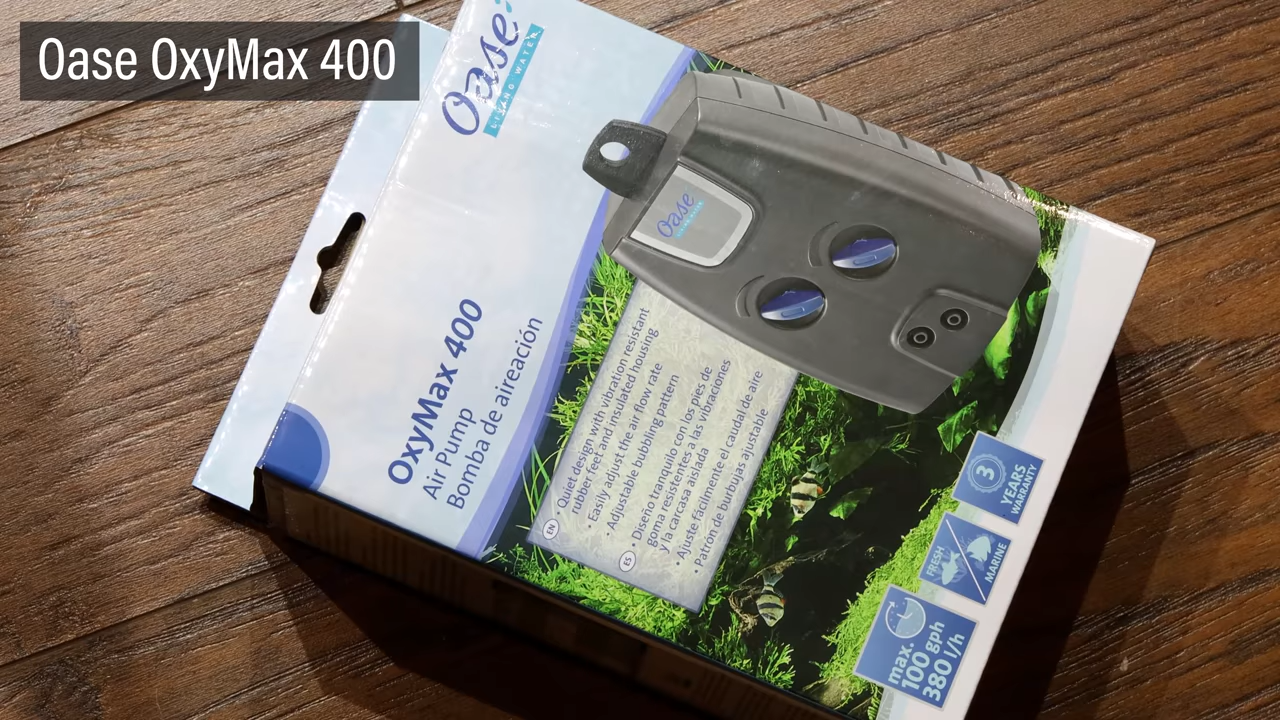 Oase OxyMax 400
Oase
LIVING WATER
Oase
LIVING WATER
OxyMax 400
Air Pump
Bomba de aireación
EN
Quiet design with vibration resistant
rubber feet and insulated housing
• Easily adjust the air flow rate
• Adjustable bubbling pattern
ES
• Diseño tranquilo con los pies de
goma resistentes a las vibraciones
y la carcasa aislada
• Ajuste fácilmente el caudal de aire
• Patrón de burbujas ajustable
3
YEARS
WARRANTY
FRESH
MARINE
max.
100 gph
380 l/h